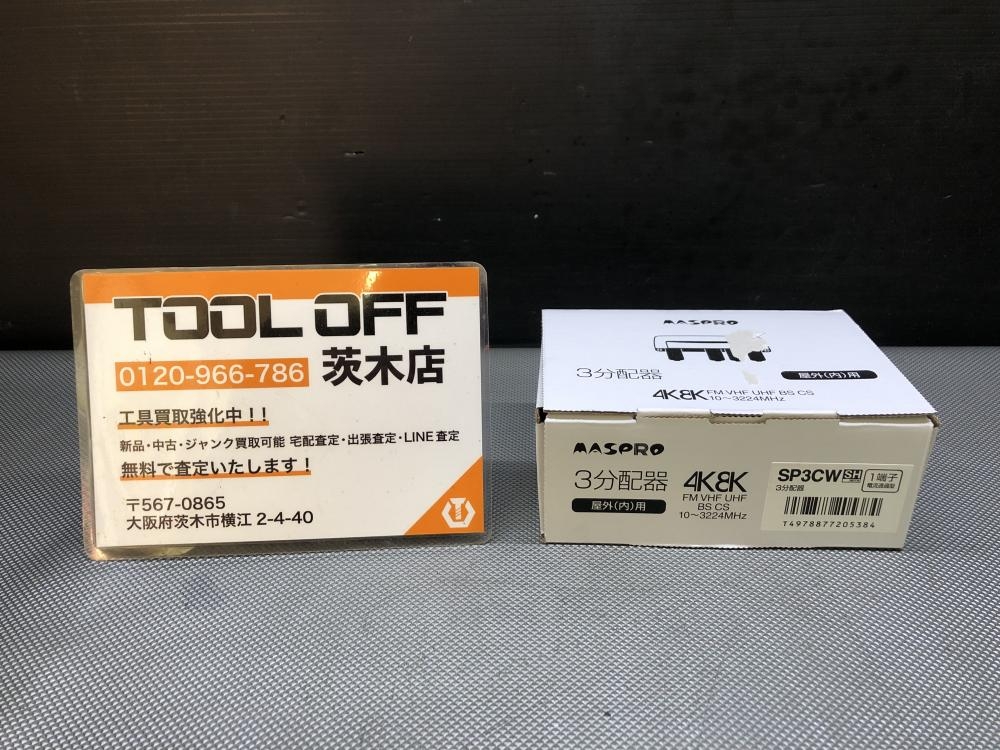 TOOL OFF
0120-966-786 茨木店
工具買取強化中！！
新品・中古・ジャンク買取可能 宅配査定・出張査定・LINE査定
無料で査定いたします！
〒567-0865
大阪府茨木市横江 2-4-40
MASPRO
3分配器
屋外(内)用
4K8K FM VHF UHF BS CS
10〜3224MHz
MASPRO
3分配器
屋外(内)用
4K8K
FM VHF UHF
BS CS
10〜3224MHz
SP3CW SH 1端子
3分配器 電流通過型
T4978877205384